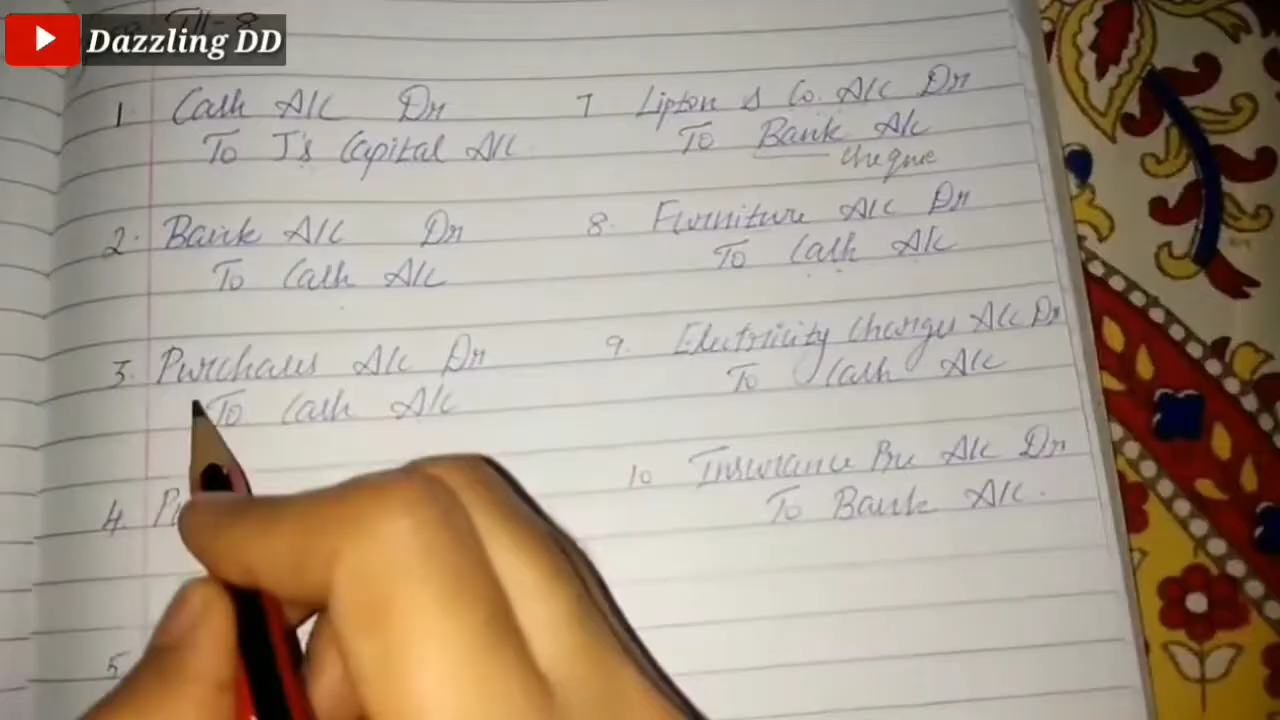 Dazzling DD
Ill-8
1. Cash A/c Dr
To J's Capital A/c
2. Bank A/c Dr
To Cash A/c
3. Purchases A/c Dr
To Cash A/c
4.
5
7 Lipton & Co. A/c Dr
To Bank A/c
cheque
8. Furniture A/c Dr
To Cash A/c
9. Electricity Charges A/c Dr
To Cash A/c
10 Insurance Pre A/c Dr
To Bank A/c.